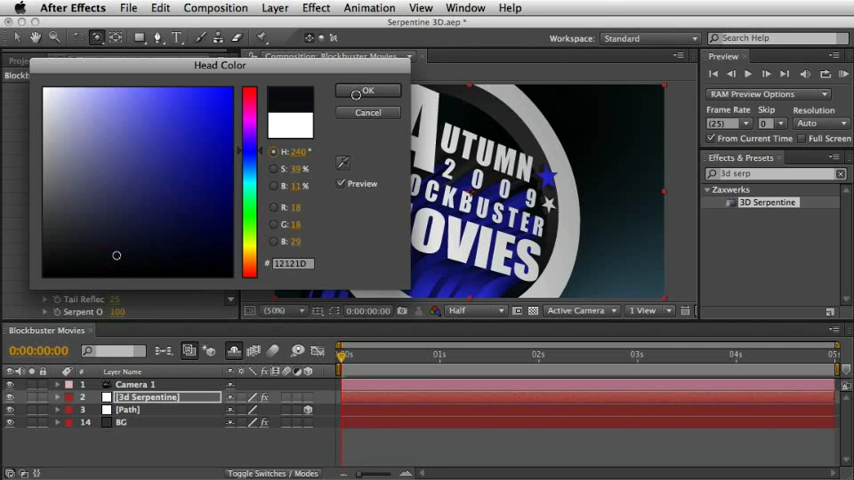 After Effects File Edit Composition Layer Effect Animation View Window Help
Serpentine 3D.aep *
Workspace: Standard Search Help
Composition: Blockbuster Movies
Head Color
OK
Cancel
H: 240 °
S: 39 %
B: 11 %
Preview
R: 18
G: 18
B: 29
# 12121D
Tail Reflec 25
Serpent O 100
AUTUMN
2009
LOCKBUSTER
MOVIES
Preview
RAM Preview Options
Frame Rate Skip Resolution
(25) 0 Auto
From Current Time Full Screen
Effects & Presets
3d serp
Zaxwerks
3D Serpentine
(50%) 0:00:00:00 Half Active Camera 1 View
Blockbuster Movies
0:00:00:00
01s 02s 03s 04s
# Layer Name
1 Camera 1
2 [3d Serpentine]
3 [Path]
14 BG
Toggle Switches / Modes